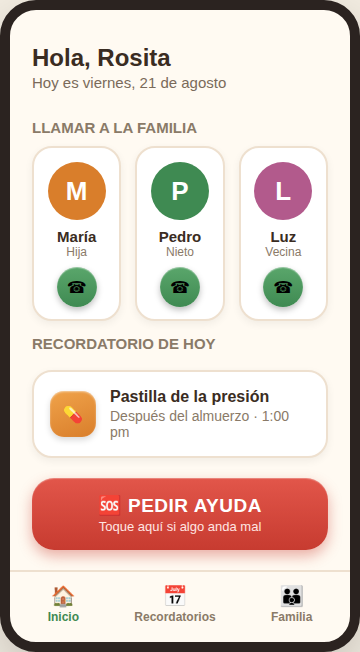 Hola, Rosita
Hoy es viernes, 21 de agosto
LLAMAR A LA FAMILIA
M
P
L
María
Pedro
Luz
Hija
Nieto
Vecina
RECORDATORIO DE HOY
Pastilla de la presión
Después del almuerzo · 1:00
pm
🆘 PEDIR AYUDA
Toque aquí si algo anda mal
Inicio
Recordatorios
Familia